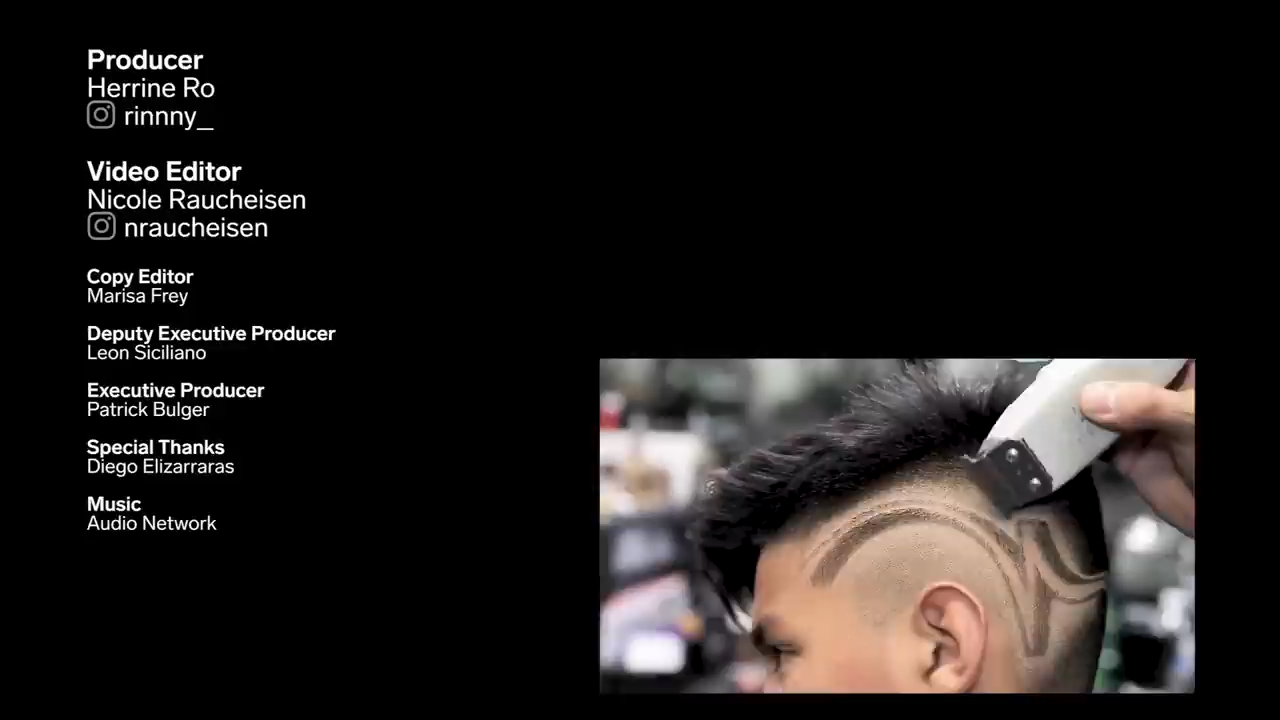 Producer
Herrine Ro
rinnny_
Video Editor
Nicole Raucheisen
nraucheisen
Copy Editor
Marisa Frey
Deputy Executive Producer
Leon Siciliano
Executive Producer
Patrick Bulger
Special Thanks
Diego Elizarraras
Music
Audio Network